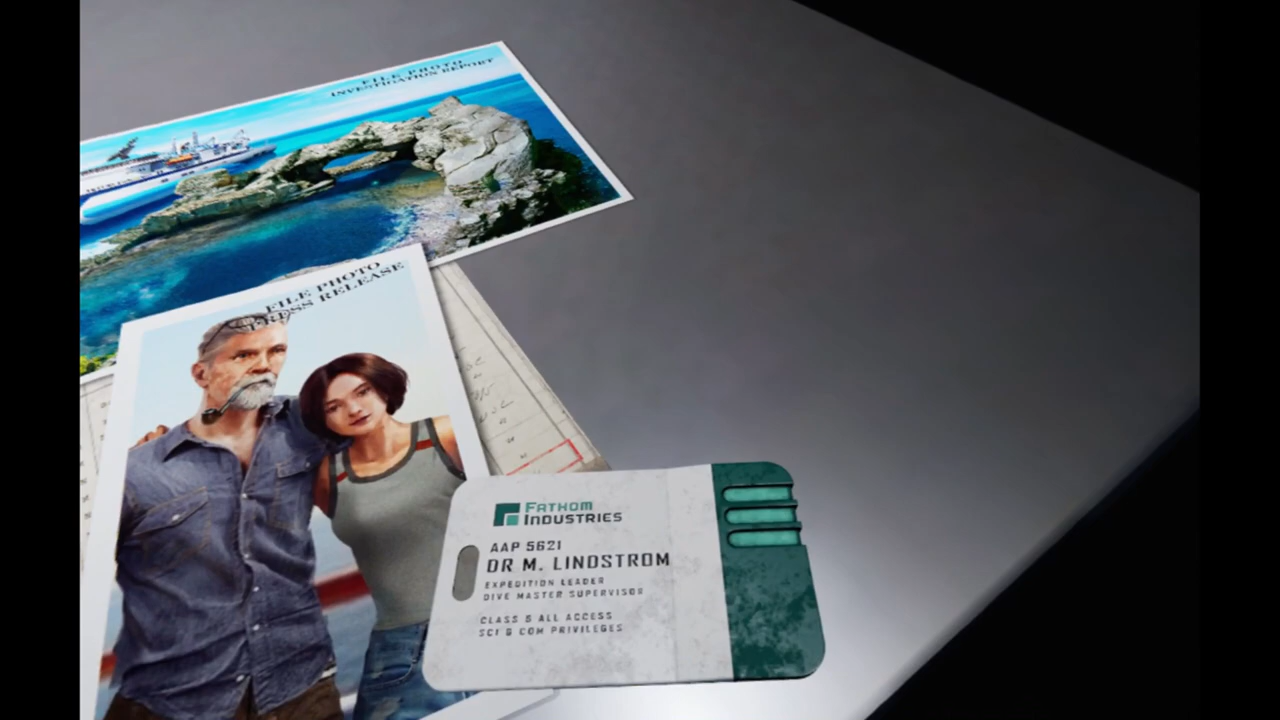 FILE PHOTO
INVESTIGATION REPORT
FILE PHOTO
PRESS RELEASE
FATHOM
INDUSTRIES
AAP 5621
DR M. LINDSTROM
EXPEDITION LEADER
DIVE MASTER SUPERVISOR
CLASS 5 ALL ACCESS
SCI & COM PRIVILEGES